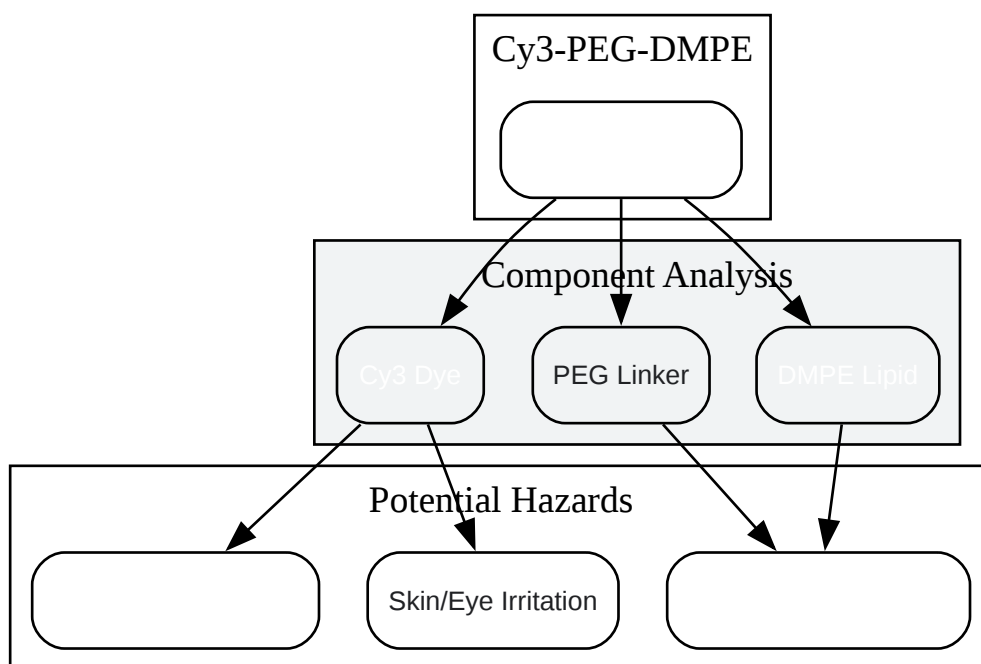 Cy3-PEG-DMPE
Component Analysis
Cy3 Dye
PEG Linker
DMPE Lipid
Potential Hazards
Skin/Eye Irritation